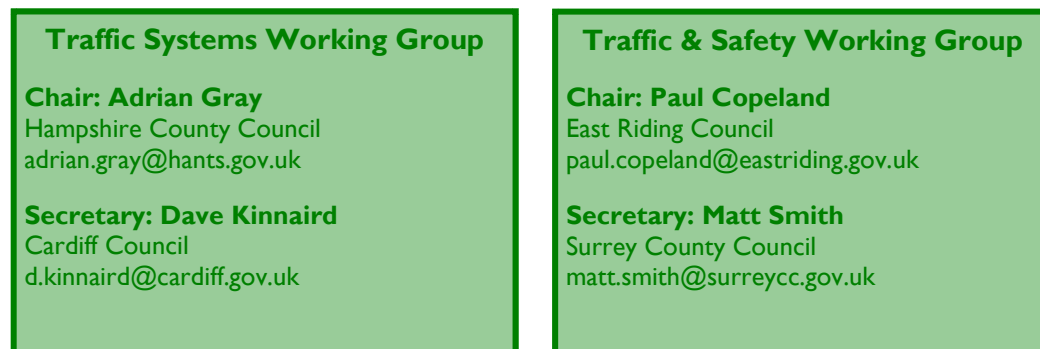 Traffic Systems Working Group
Chair: Adrian Gray
Hampshire County Council
adrian.gray@hants.gov.uk
Secretary: Dave Kinnaird
Cardiff Council
d.kinnaird@cardiff.gov.uk
Traffic & Safety Working Group
Chair: Paul Copeland
East Riding Council
paul.copeland@eastriding.gov.uk
Secretary: Matt Smith
Surrey County Council
matt.smith@surreycc.gov.uk